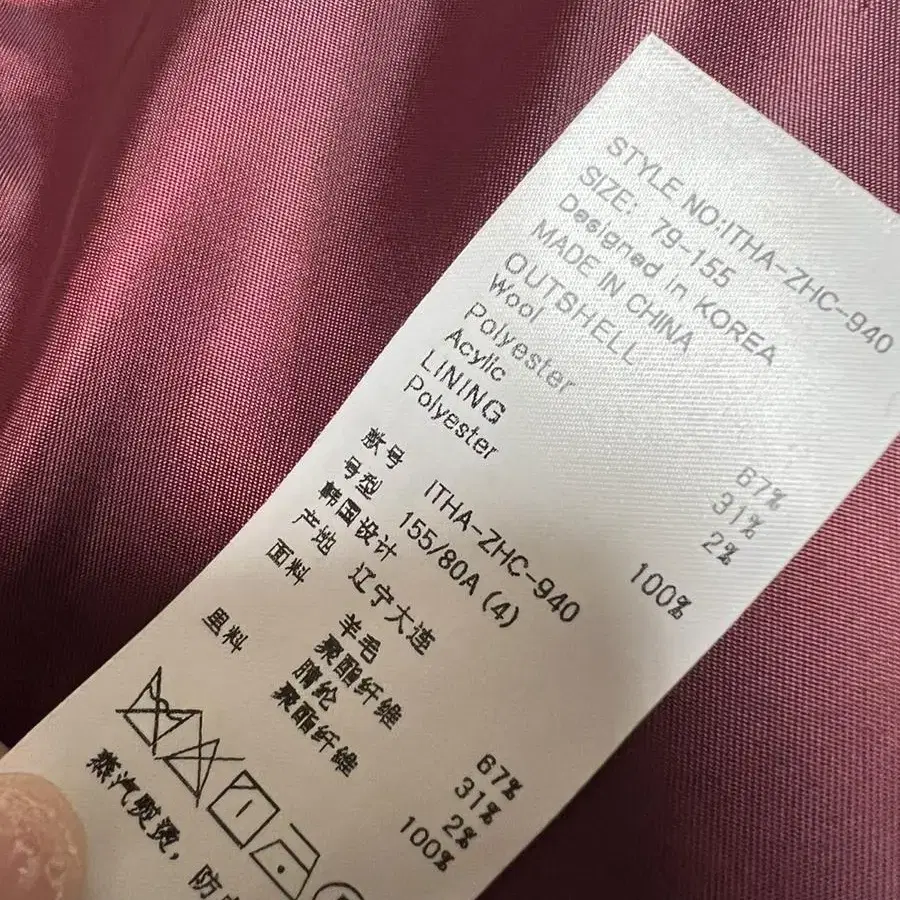 STYLE NO:ITHA-ZHC-940
SIZE: 79-155
Designed in KOREA
MADE IN CHINA
OUTSHELL
Wool 67%
Polyester 31%
Acylic 2%
LINING
Polyester 100%
款号 ITHA-ZHC-940
号型 155/80A (4)
韩国设计
产地 辽宁大连
面料 羊毛 67%
聚酯纤维 31%
腈纶 2%
里料 聚酯纤维 100%
蒸汽熨烫，防